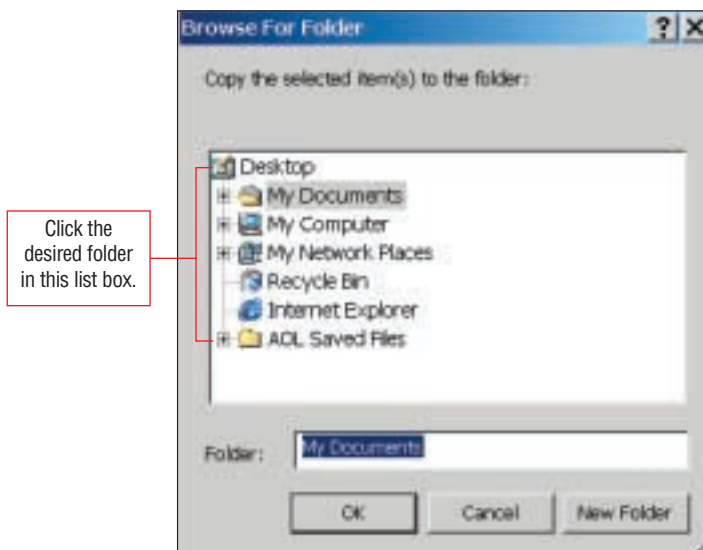 Browse For Folder
Copy the selected item(s) to the folder:
Desktop
My Documents
My Computer
My Network Places
Recycle Bin
Internet Explorer
AOL Saved Files
Click the
desired folder
in this list box.
Folder: My Documents
OK Cancel New Folder